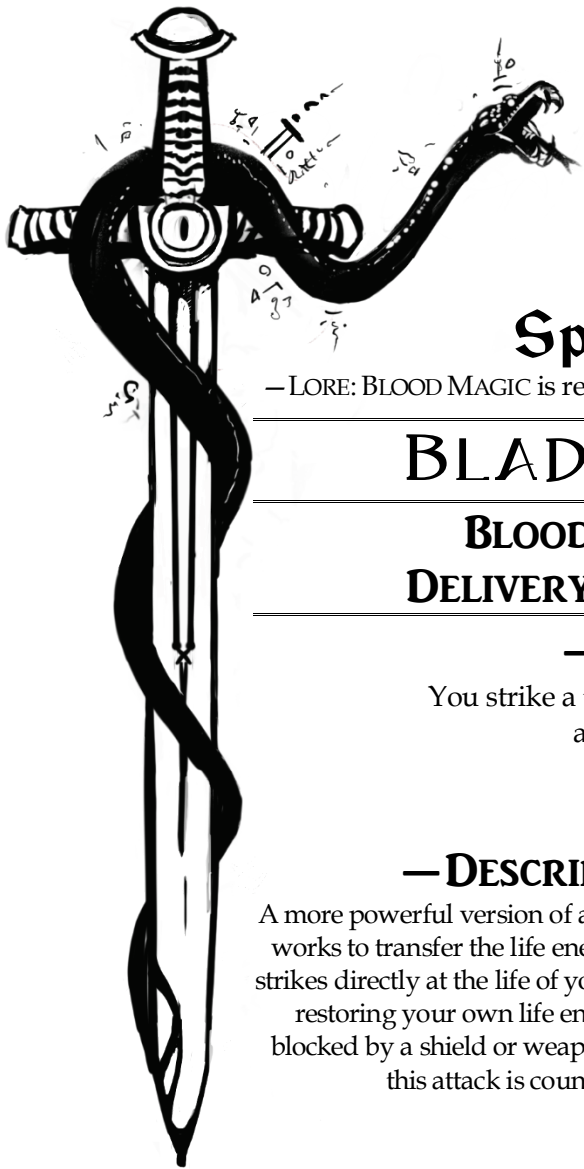 Sp
—LORE: BLOOD MAGIC is re
BLAD
BLOOD
DELIVERY
—
You strike a
a
—DESCRI
A more powerful version of a
works to transfer the life ene
strikes directly at the life of yo
restoring your own life en
blocked by a shield or weap
this attack is coun